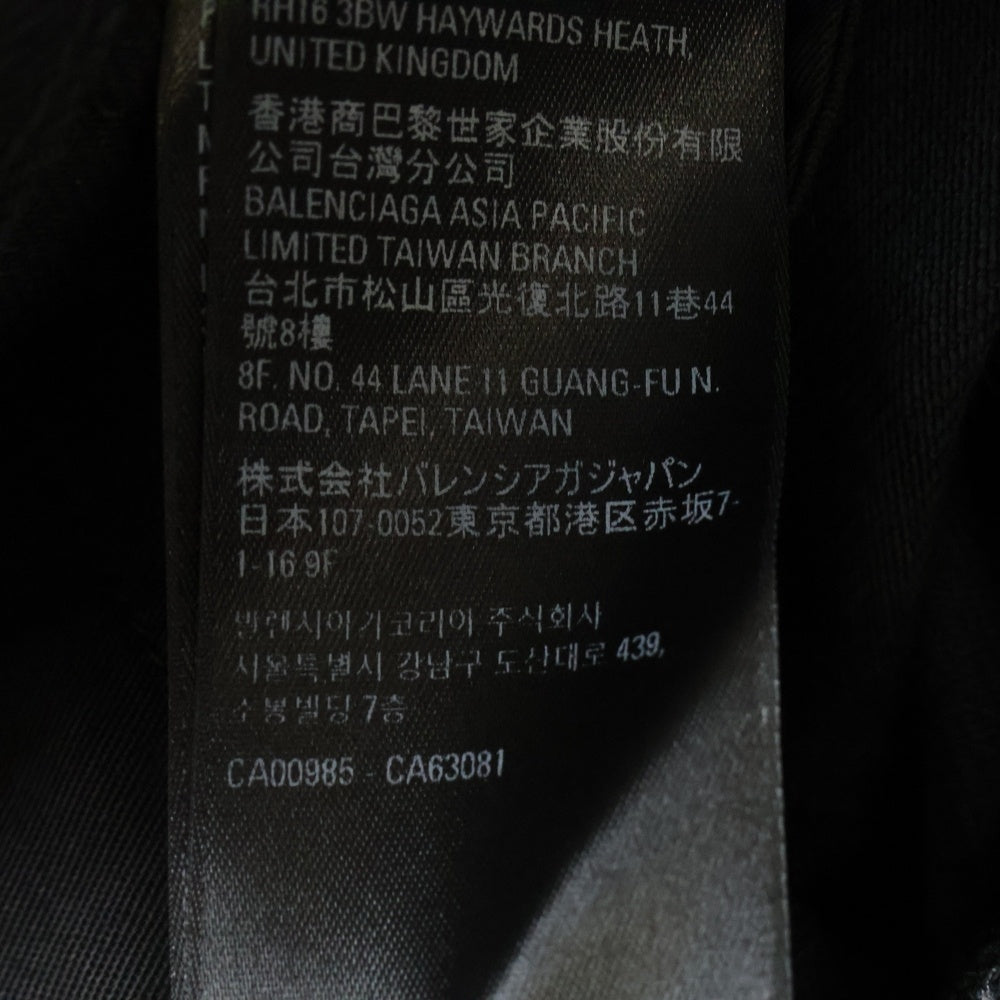 RH16 3BW HAYWARDS HEATH,
UNITED KINGDOM
香港商巴黎世家企業股份有限
公司台灣分公司
BALENCIAGA ASIA PACIFIC
LIMITED TAIWAN BRANCH
台北市松山區光復北路11巷44
號8樓
8F. NO. 44 LANE 11 GUANG-FU N.
ROAD, TAPEI, TAIWAN
株式会社バレンシアガジャパン
日本107-0052東京都港区赤坂7-
1-16 9F
발렌시아가코리아 주식회사
서울특별시 강남구 도산대로 439,
소봉빌딩 7층
CA00985 - CA63081